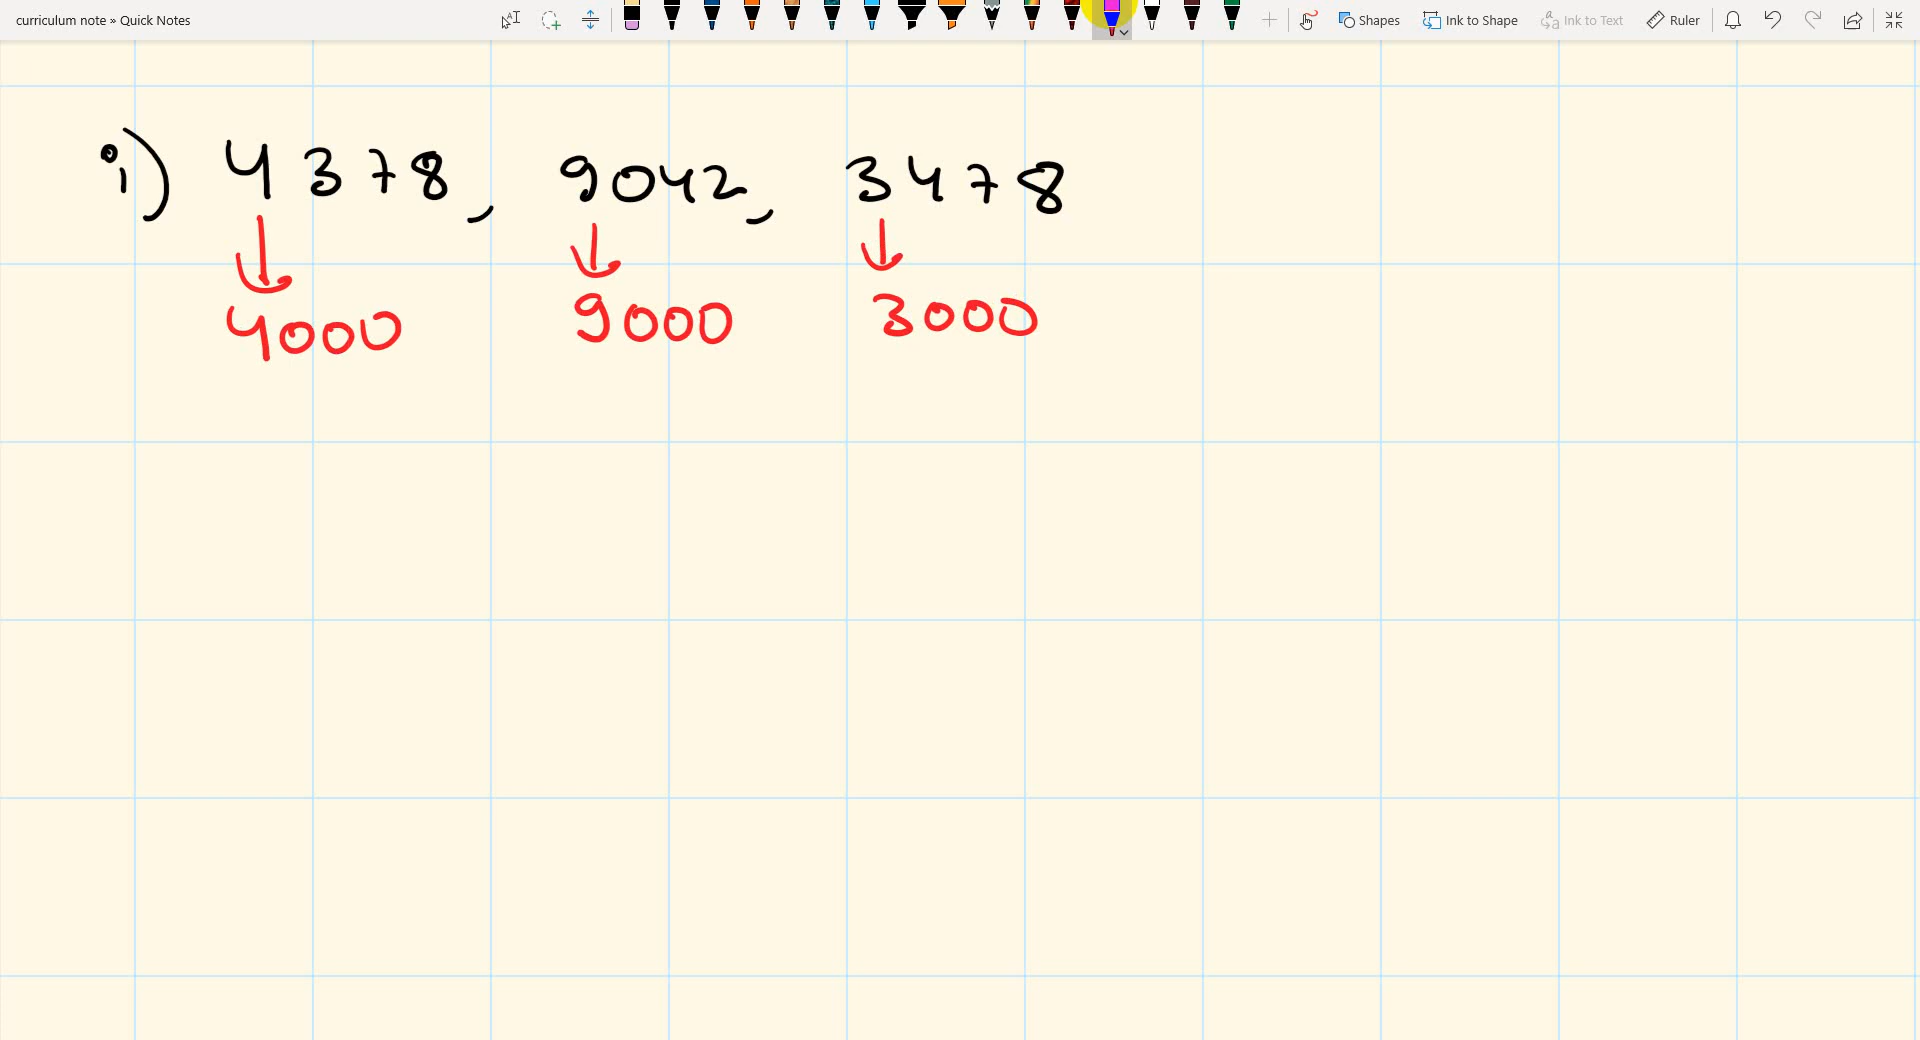 curriculum note » Quick Notes
Shapes Ink to Shape Ink to Text Ruler
i) 4378, 9042, 3478
4000 9000 3000